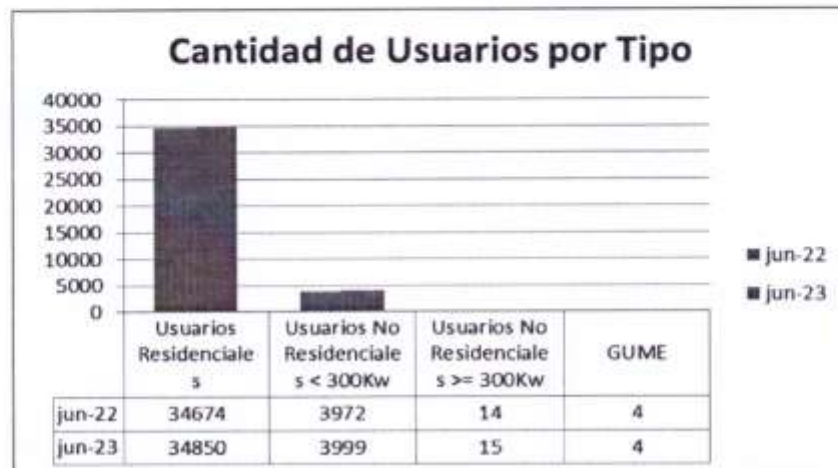 Cantidad de Usuarios por Tipo
40000
35000
30000
25000
20000
15000
10000
5000
0
jun-22
jun-23
Usuarios Residenciale s
Usuarios No Residenciale s < 300Kw
Usuarios No Residenciale s >= 300Kw
GUME
jun-22 34674 3972 14 4
jun-23 34850 3999 15 4